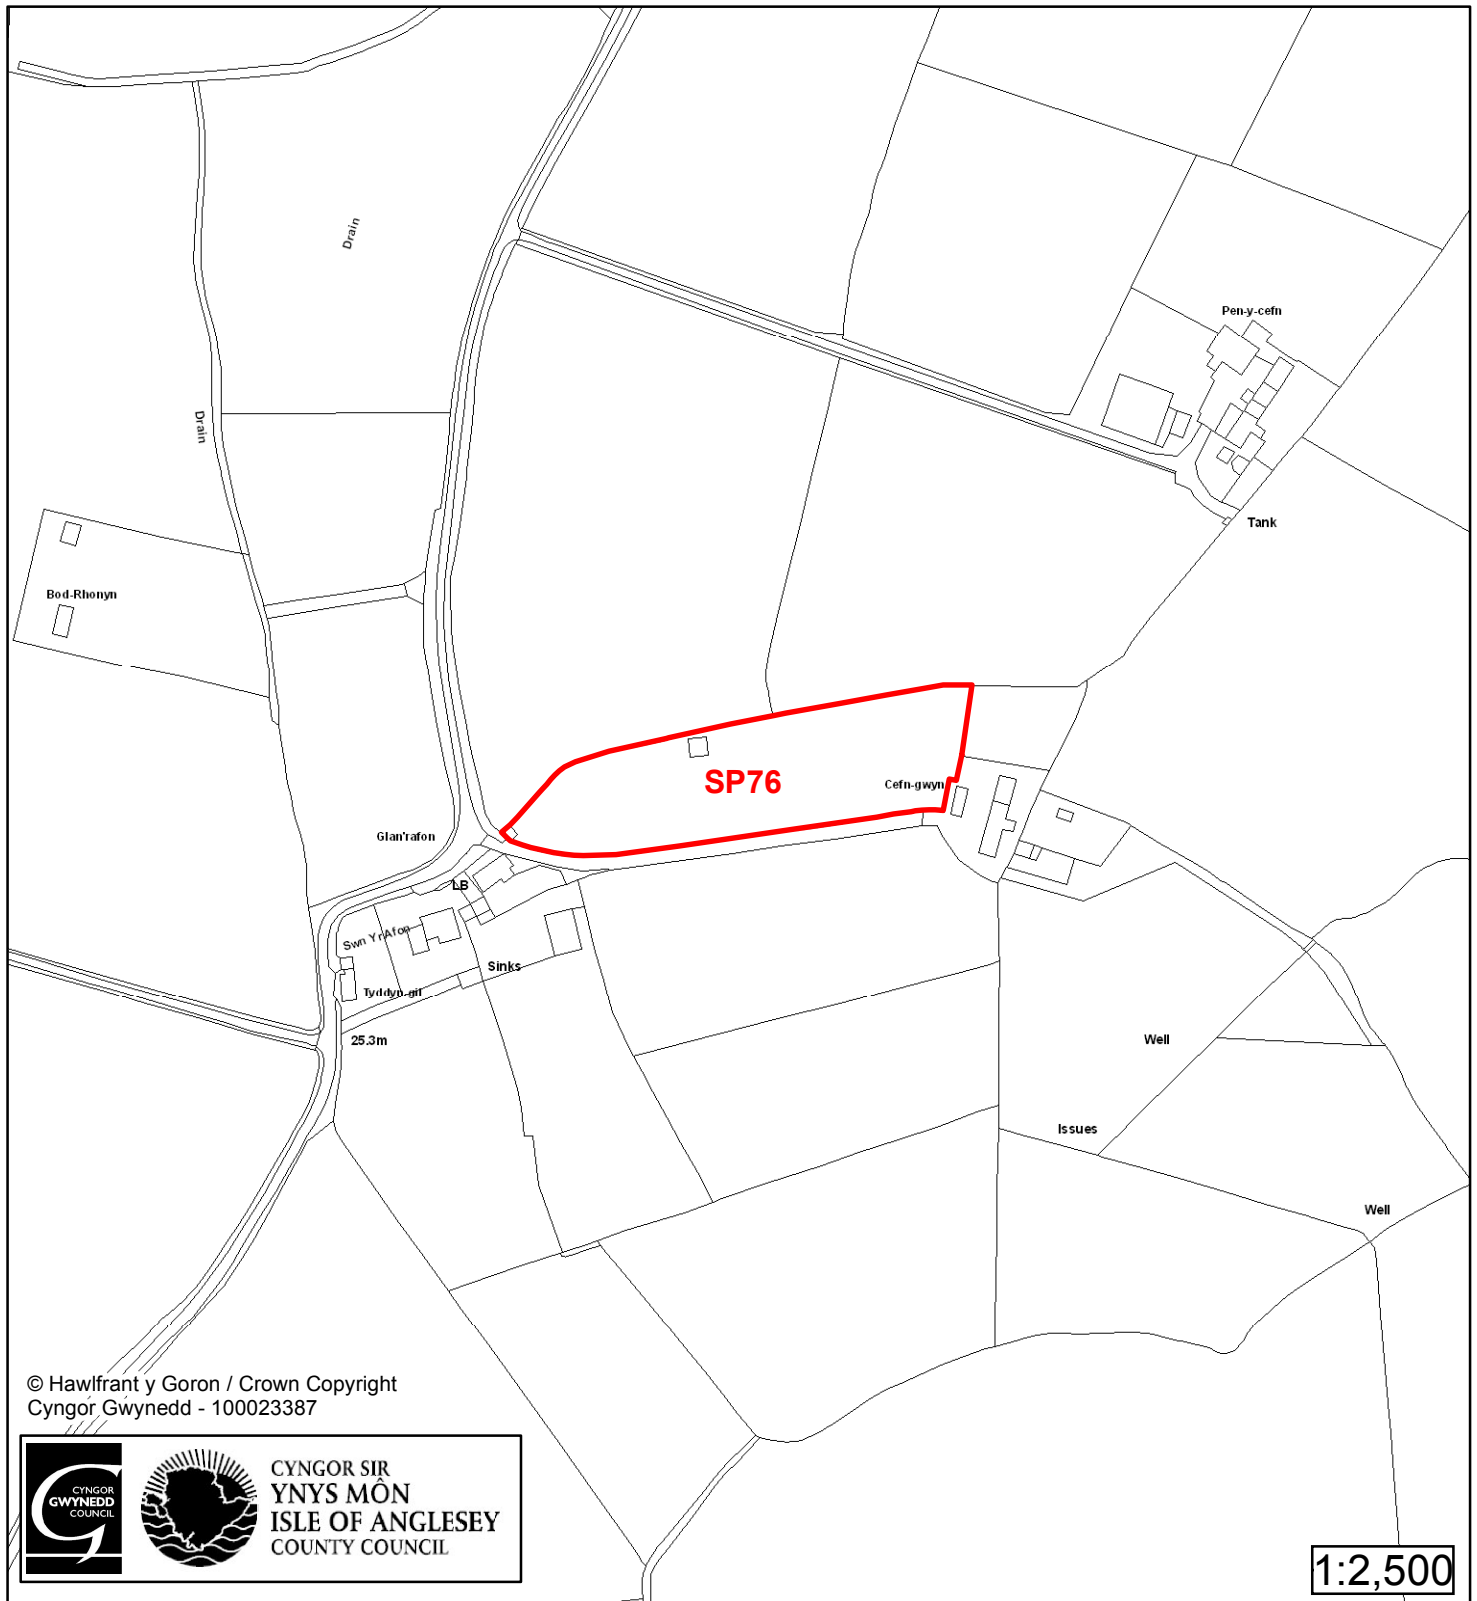 Drain
Pen-y-cefn
Drain
Tank
Bod-Rhonyn
SP76
Cefn-gwyn
Glan'rafon
LB
Swn Yr Afon
Sinks
Tyddyn-gil
25.3m
Well
Issues
Well
© Hawlfrant y Goron / Crown Copyright
Cyngor Gwynedd - 100023387
CYNGOR
GWYNEDD
COUNCIL
CYNGOR SIR
YNYS MÔN
ISLE OF ANGLESEY
COUNTY COUNCIL
1:2,500